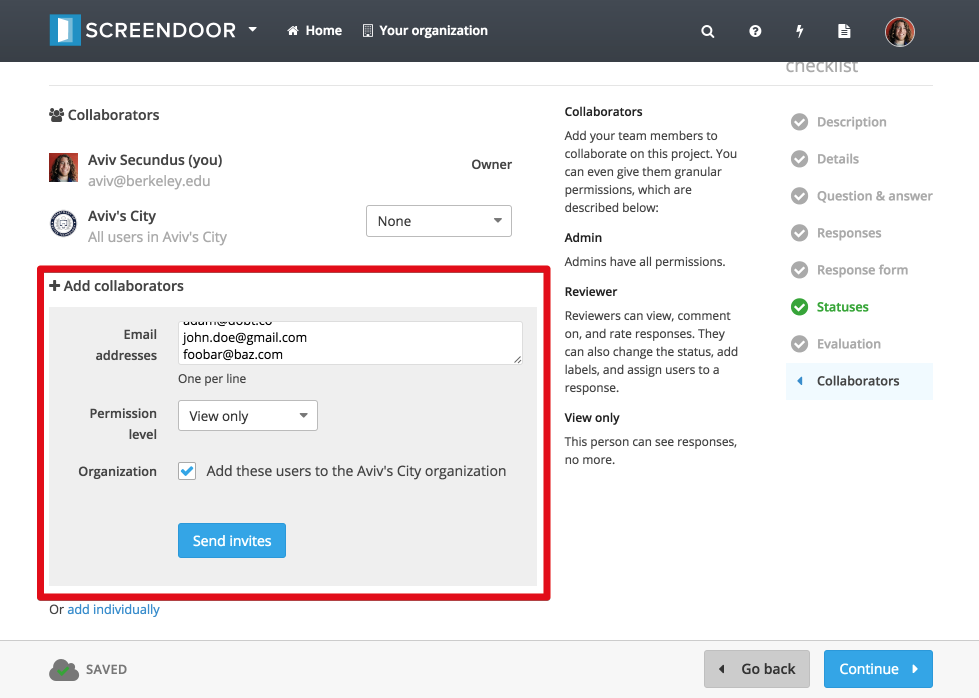 SCREENDOOR
Home
Your organization
checklist
Collaborators
Aviv Secundus (you)
aviv@berkeley.edu
Owner
Aviv's City
All users in Aviv's City
None
Add collaborators
Email
addresses
adam@dobt.co
john.doe@gmail.com
foobar@baz.com
One per line
Permission
level
View only
Organization
Add these users to the Aviv's City organization
Send invites
Or add individually
Collaborators
Add your team members to
collaborate on this project. You
can even give them granular
permissions, which are
described below:
Admin
Admins have all permissions.
Reviewer
Reviewers can view, comment
on, and rate responses. They
can also change the status, add
labels, and assign users to a
response.
View only
This person can see responses,
no more.
Description
Details
Question & answer
Responses
Response form
Statuses
Evaluation
Collaborators
SAVED
Go back
Continue